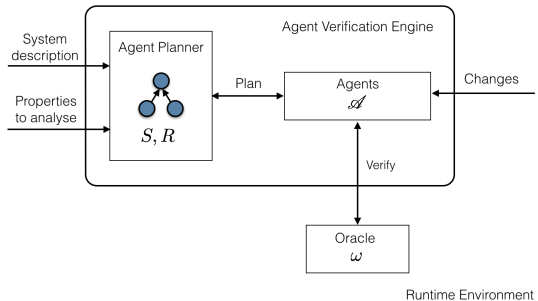 Agent Verification Engine
System
description
Agent Planner
Properties
to analyse
S, R
Plan
Agents
𝒜
Changes
Verify
Oracle
ω
Runtime Environment